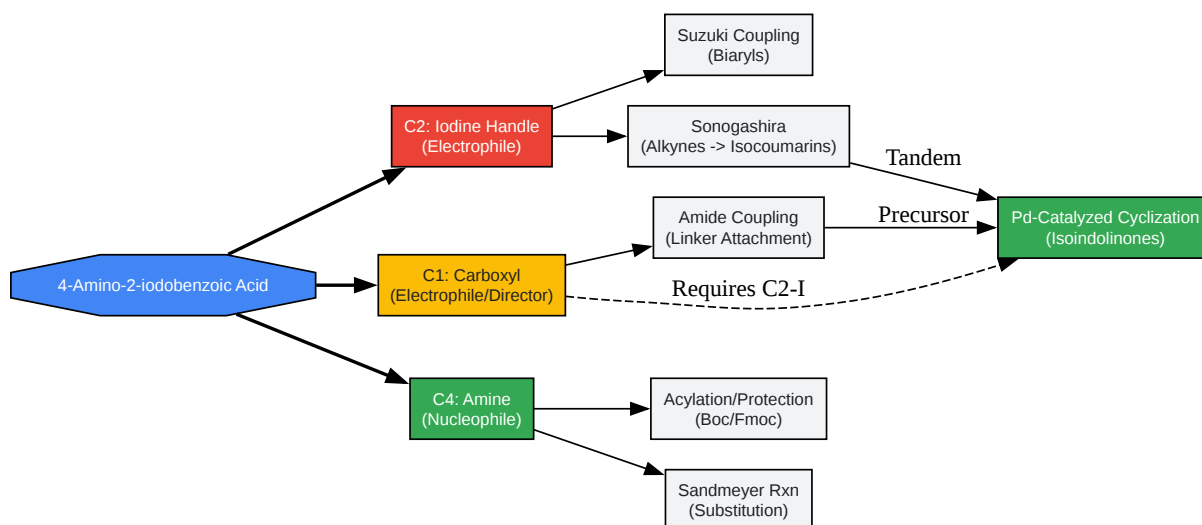 Suzuki Coupling
(Biaryls)
C2: Iodine Handle
(Electrophile)
Sonogashira
(Alkynes -> Isocoumarins)
Tandem
Amide Coupling
(Linker Attachment)
Precursor
Pd-Catalyzed Cyclization
(Isoindolinones)
4-Amino-2-iodobenzoic Acid
C1: Carboxyl
(Electrophile/Director)
Requires C2-I
C4: Amine
(Nucleophile)
Acylation/Protection
(Boc/Fmoc)
Sandmeyer Rxn
(Substitution)